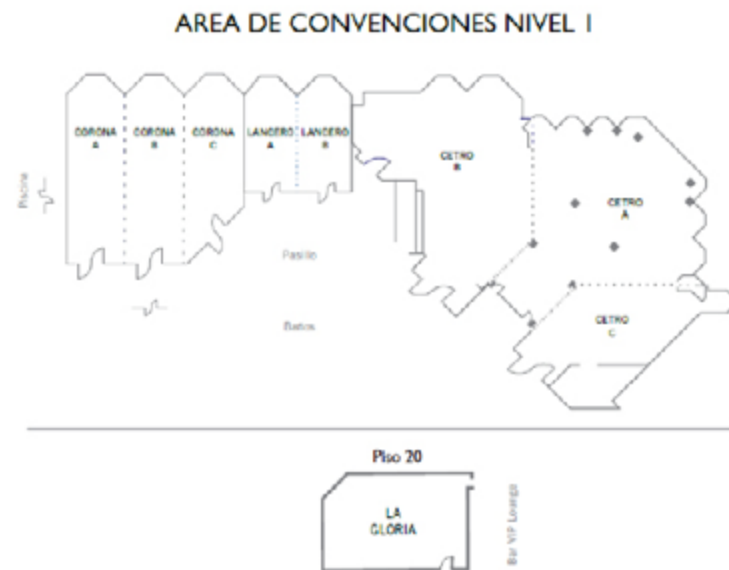 AREA DE CONVENCIONES NIVEL I
CORONA
A
CORONA
B
CORONA
C
LANCERO
A
LANCERO
B
CETRO
B
CETRO
A
CETRO
C
Piscina
Pasillo
Baños
A
Piso 20
LA
GLORIA
Bar VIP Lounge